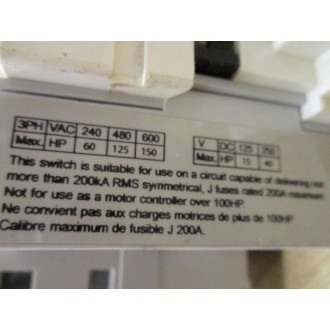 3PH VAC 240 480 600
Max. HP 60 125 150
V DC 125 250
Max. HP 15 40
This switch is suitable for use on a circuit capable of delivering not
more than 200kA RMS symmetrical, J fuses rated 200A maximum.
Not for use as a motor controller over 100HP.
Ne convient pas aux charges motrices de plus de 100HP
Calibre maximum de fusible J 200A.